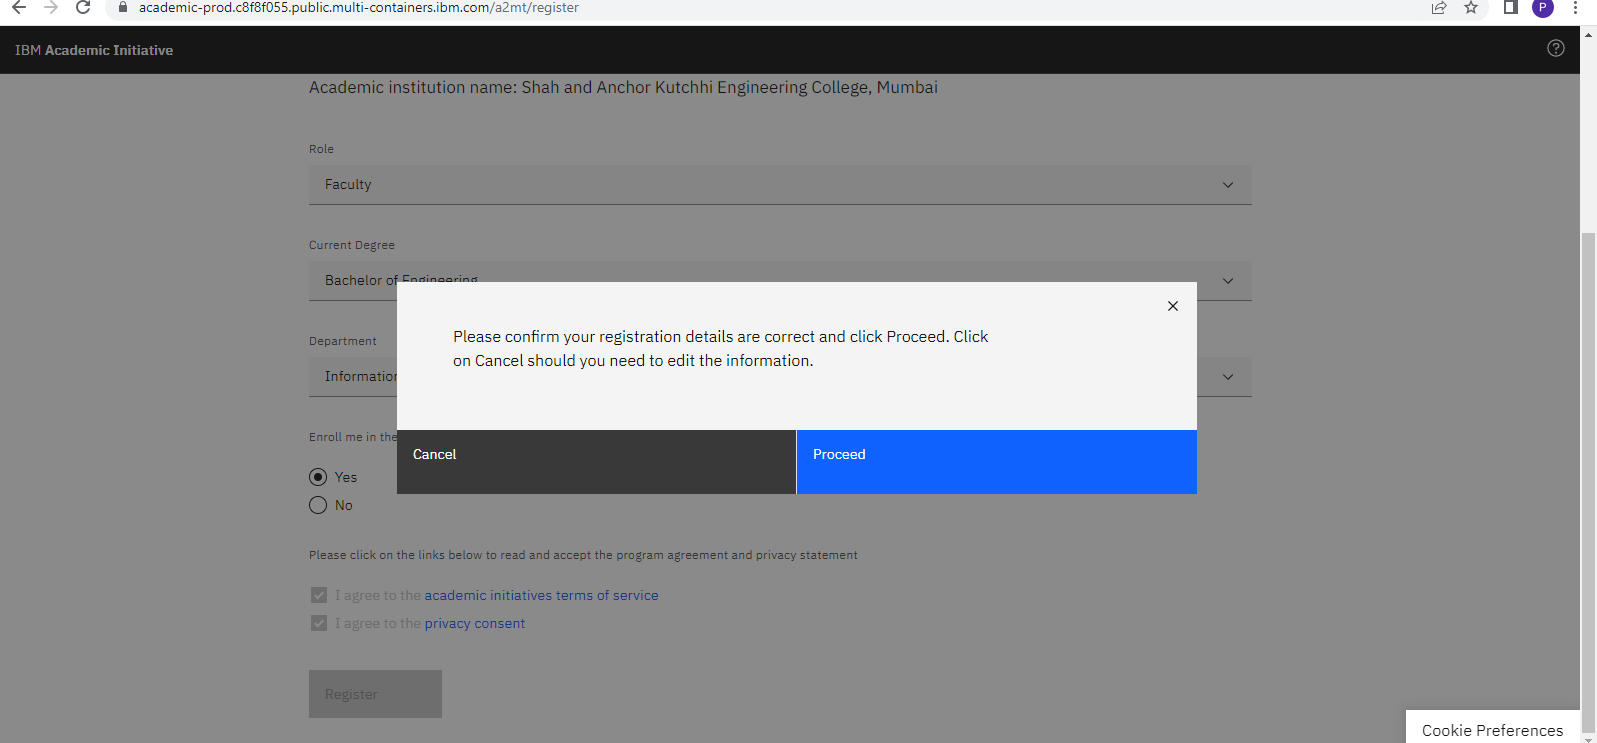 academic-prod.c8f8f055.public.multi-containers.ibm.com/a2mt/register
P
IBM Academic Initiative
Academic institution name: Shah and Anchor Kutchhi Engineering College, Mumbai
Role
Faculty
Current Degree
Bachelor of Engineering
Please confirm your registration details are correct and click Proceed. Click
on Cancel should you need to edit the information.
Department
Information
Enroll me in the
Cancel
Proceed
Yes
No
Please click on the links below to read and accept the program agreement and privacy statement
I agree to the academic initiatives terms of service
I agree to the privacy consent
Register
Cookie Preferences